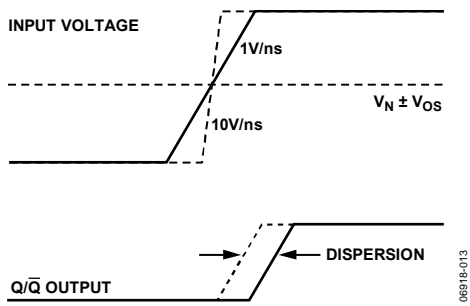 INPUT VOLTAGE
1V/ns
10V/ns
V_N ± V_OS
DISPERSION
Q/Q̅ OUTPUT
06918-013